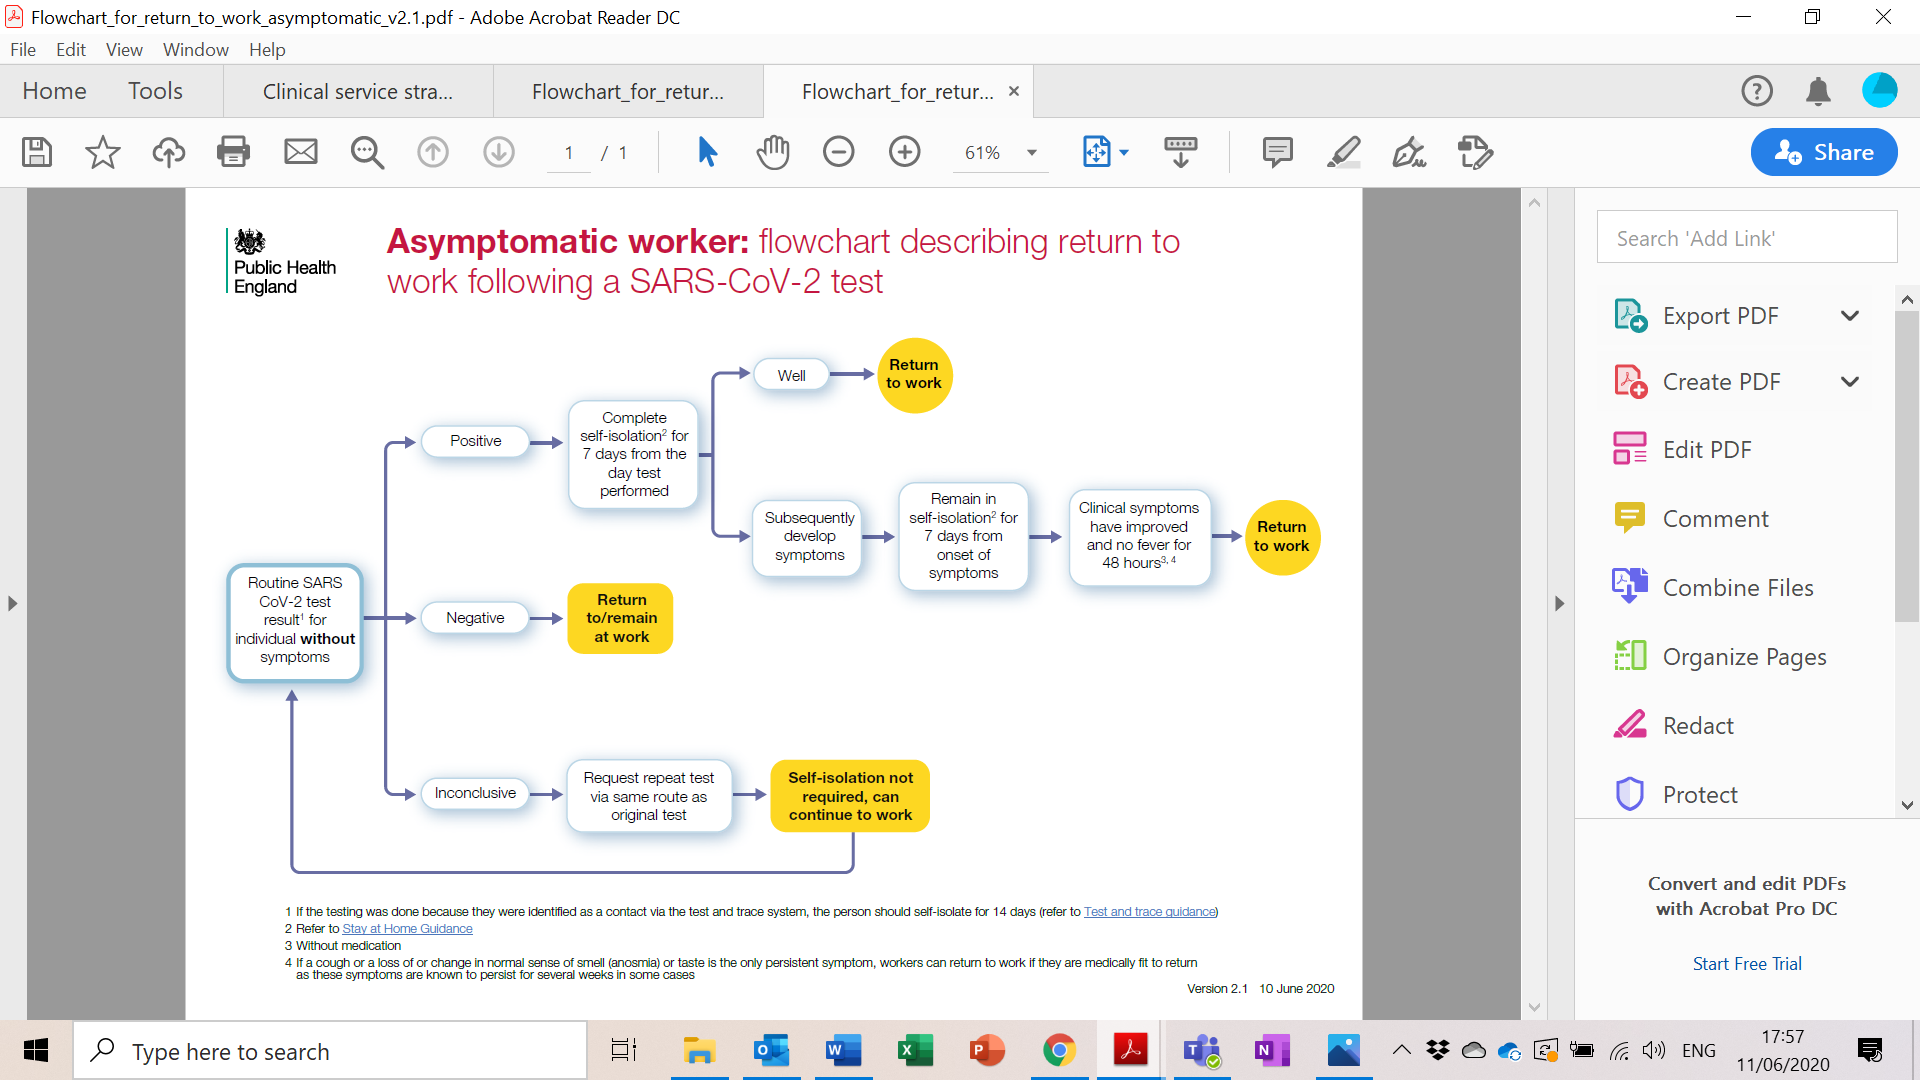 Flowchart_for_return_to_work_asymptomatic_v2.1.pdf - Adobe Acrobat Reader DC
File Edit View Window Help
Home Tools Clinical service stra... Flowchart_for_retur... Flowchart_for_retur... ×
1 / 1 61% Share
Public Health
England
Asymptomatic worker: flowchart describing return to
work following a SARS-CoV-2 test
Routine SARS
CoV-2 test
result¹ for
individual without
symptoms
Positive
Complete
self-isolation² for
7 days from the
day test
performed
Well
Return
to work
Subsequently
develop
symptoms
Remain in
self-isolation² for
7 days from
onset of
symptoms
Clinical symptoms
have improved
and no fever for
48 hours³, ⁴
Return
to work
Negative
Return
to/remain
at work
Inconclusive
Request repeat test
via same route as
original test
Self-isolation not
required, can
continue to work
1 If the testing was done because they were identified as a contact via the test and trace system, the person should self-isolate for 14 days (refer to Test and trace guidance)
2 Refer to Stay at Home Guidance
3 Without medication
4 If a cough or a loss of or change in normal sense of smell (anosmia) or taste is the only persistent symptom, workers can return to work if they are medically fit to return
as these symptoms are known to persist for several weeks in some cases
Version 2.1 10 June 2020
Search 'Add Link'
Export PDF
Create PDF
Edit PDF
Comment
Combine Files
Organize Pages
Redact
Protect
Convert and edit PDFs
with Acrobat Pro DC
Start Free Trial
Type here to search
ENG
17:57
11/06/2020